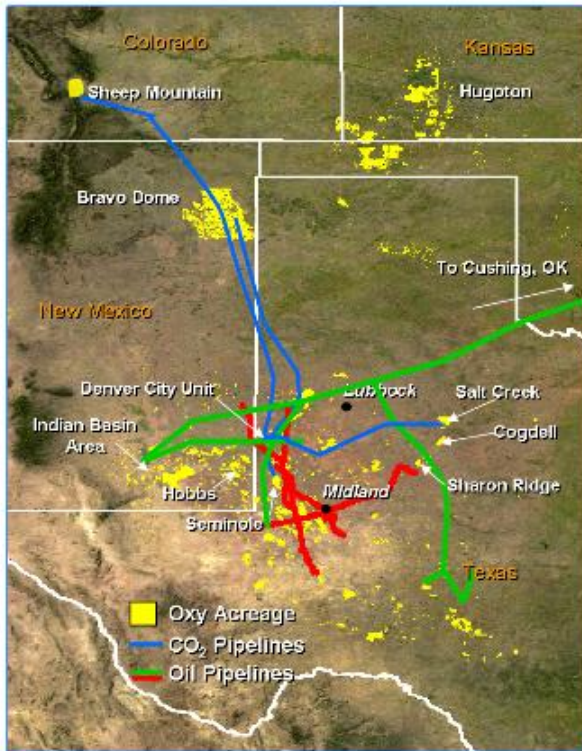 Colorado
Kansas
Sheep Mountain
Hugoton
Bravo Dome
To Cushing, OK
New Mexico
Denver City Unit
Lubbock
Salt Creek
Indian Basin
Area
Cogdell
Hobbs
Midland
Sharon Ridge
Seminole
Texas
Oxy Acreage
CO₂ Pipelines
Oil Pipelines